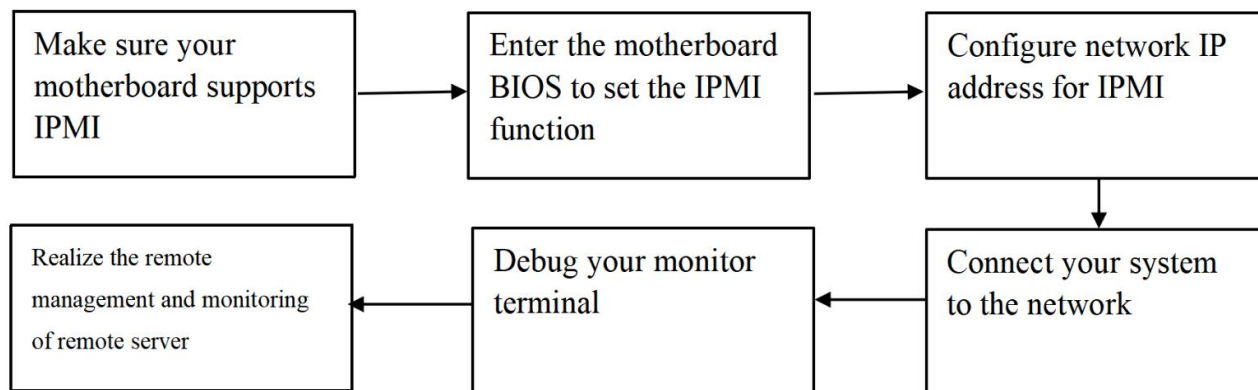 Make sure your
motherboard supports
IPMI
Enter the motherboard
BIOS to set the IPMI
function
Configure network IP
address for IPMI
Connect your system
to the network
Debug your monitor
terminal
Realize the remote
management and monitoring
of remote server